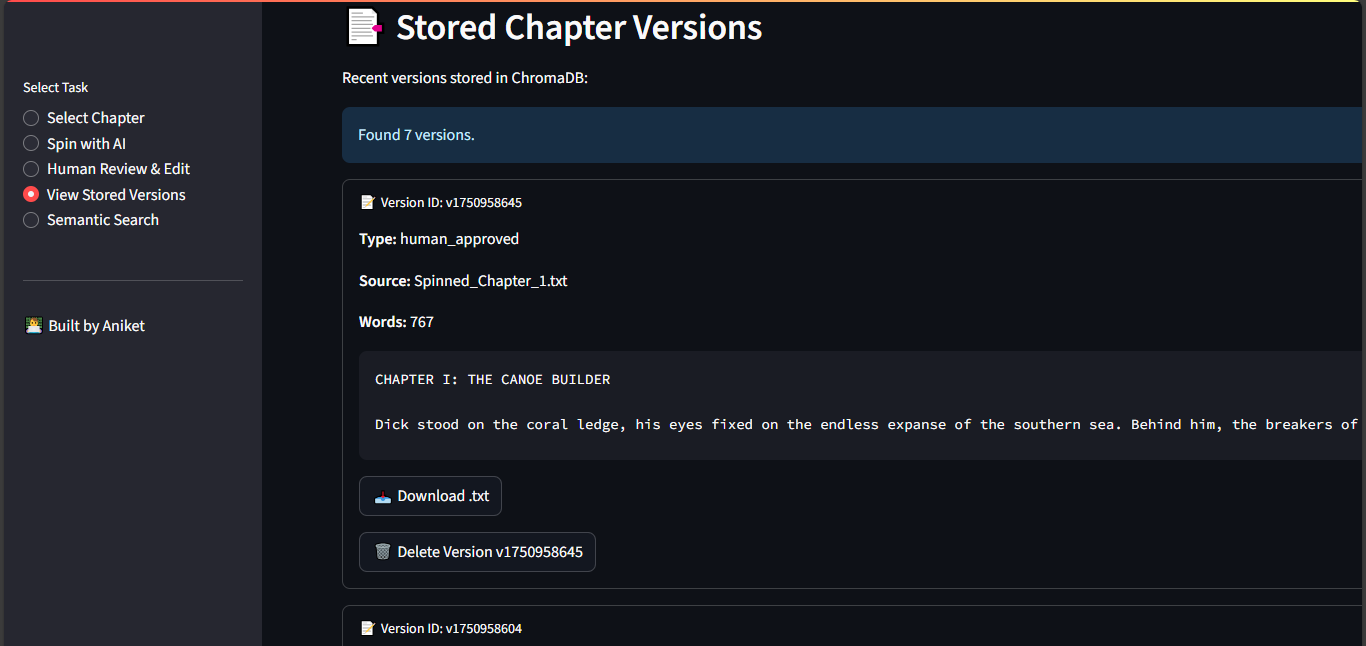 Stored Chapter Versions
Recent versions stored in ChromaDB:
Found 7 versions.
Select Task
Select Chapter
Spin with AI
Human Review & Edit
View Stored Versions
Semantic Search
Built by Aniket
Version ID: v1750958645
Type: human_approved
Source: Spinned_Chapter_1.txt
Words: 767
CHAPTER I: THE CANOE BUILDER
Dick stood on the coral ledge, his eyes fixed on the endless expanse of the southern sea. Behind him, the breakers of
Download .txt
Delete Version v1750958645
Version ID: v1750958604